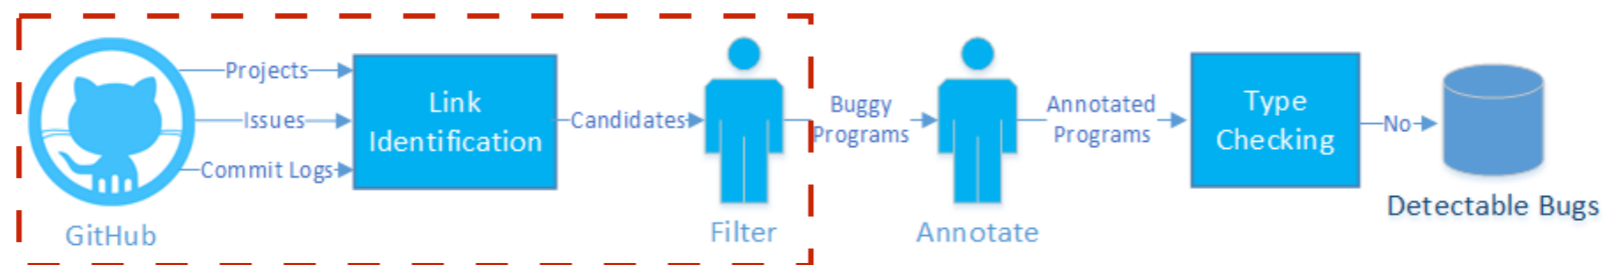 Projects
Issues
Commit Logs
GitHub
Link
Identification
Candidates
Filter
Buggy
Programs
Annotate
Annotated
Programs
Type
Checking
No
Detectable Bugs